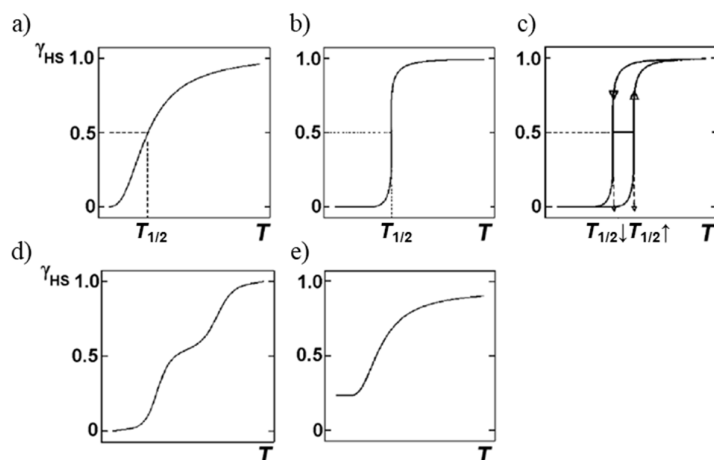 a) b) c)
γHS 1.0 1.0 1.0
0.5 0.5 0.5
0 0 0
T1/2 T T1/2 T T1/2↓ T1/2↑ T
d) e)
γHS 1.0 1.0
0.5 0.5
0 0
T T